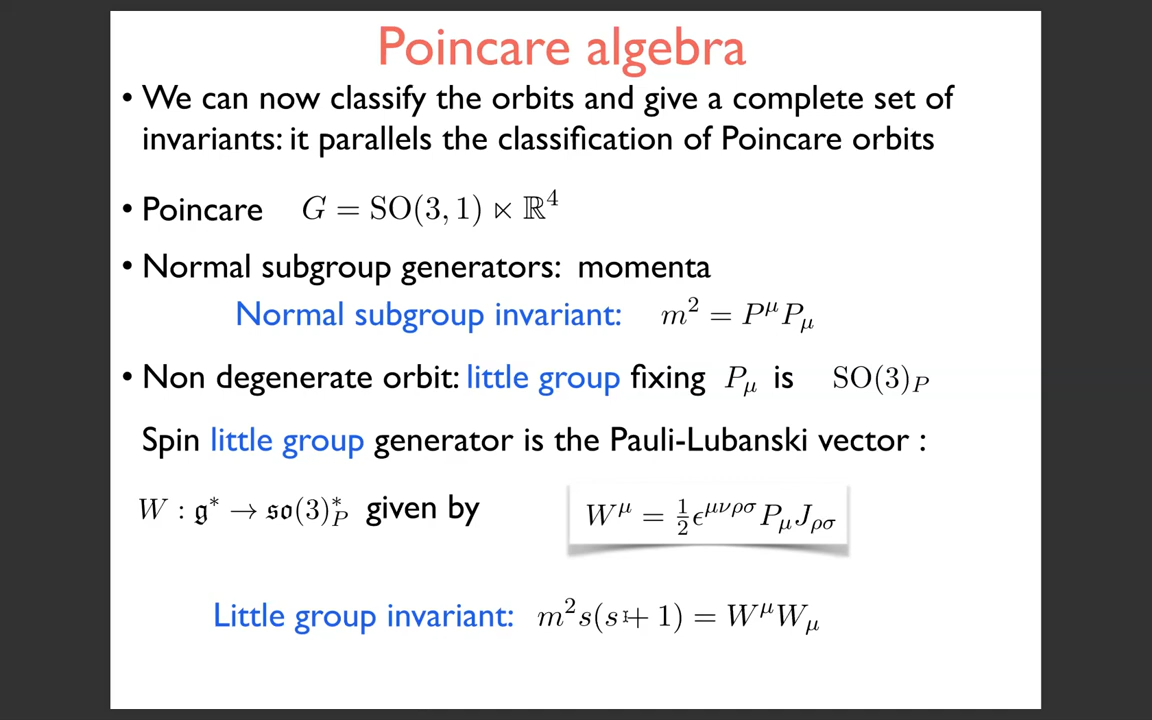 Poincare algebra
• We can now classify the orbits and give a complete set of
invariants: it parallels the classification of Poincare orbits
• Poincare G = SO(3, 1) ⋉ ℝ⁴
• Normal subgroup generators: momenta
Normal subgroup invariant: m² = P^μ P_μ
• Non degenerate orbit: little group fixing P_μ is SO(3)_P
Spin little group generator is the Pauli-Lubanski vector :
W : 𝔤* → 𝔰𝔬(3)*_P given by W^μ = ½ ϵ^{μνρσ} P_μ J_{ρσ}
Little group invariant: m² s(s + 1) = W^μ W_μ